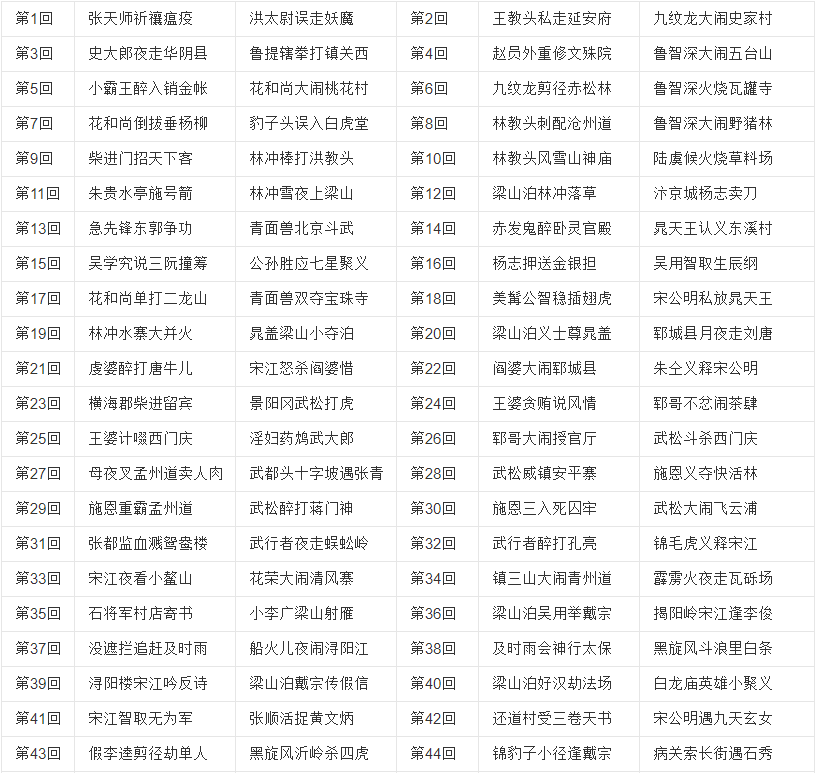 第1回 张天师祈禳瘟疫 洪太尉误走妖魔 第2回 王教头私走延安府 九纹龙大闹史家村
第3回 史大郎夜走华阴县 鲁提辖拳打镇关西 第4回 赵员外重修文殊院 鲁智深大闹五台山
第5回 小霸王醉入销金帐 花和尚大闹桃花村 第6回 九纹龙剪径赤松林 鲁智深火烧瓦罐寺
第7回 花和尚倒拔垂杨柳 豹子头误入白虎堂 第8回 林教头刺配沧州道 鲁智深大闹野猪林
第9回 柴进门招天下客 林冲棒打洪教头 第10回 林教头风雪山神庙 陆虞候火烧草料场
第11回 朱贵水亭施号箭 林冲雪夜上梁山 第12回 梁山泊林冲落草 汴京城杨志卖刀
第13回 急先锋东郭争功 青面兽北京斗武 第14回 赤发鬼醉卧灵官殿 晁天王认义东溪村
第15回 吴学究说三阮撞筹 公孙胜应七星聚义 第16回 杨志押送金银担 吴用智取生辰纲
第17回 花和尚单打二龙山 青面兽双夺宝珠寺 第18回 美髯公智稳插翅虎 宋公明私放晁天王
第19回 林冲水寨大并火 晁盖梁山小夺泊 第20回 梁山泊义士尊晁盖 郓城县月夜走刘唐
第21回 虔婆醉打唐牛儿 宋江怒杀阎婆惜 第22回 阎婆大闹郓城县 朱仝义释宋公明
第23回 横海郡柴进留宾 景阳冈武松打虎 第24回 王婆贪贿说风情 郓哥不忿闹茶肆
第25回 王婆计啜西门庆 淫妇药鸩武大郎 第26回 郓哥大闹授官厅 武松斗杀西门庆
第27回 母夜叉孟州道卖人肉 武都头十字坡遇张青 第28回 武松威镇安平寨 施恩义夺快活林
第29回 施恩重霸孟州道 武松醉打蒋门神 第30回 施恩三入死囚牢 武松大闹飞云浦
第31回 张都监血溅鸳鸯楼 武行者夜走蜈蚣岭 第32回 武行者醉打孔亮 锦毛虎义释宋江
第33回 宋江夜看小鳌山 花荣大闹清风寨 第34回 镇三山大闹青州道 霹雳火夜走瓦砾场
第35回 石将军村店寄书 小李广梁山射雁 第36回 梁山泊吴用举戴宗 揭阳岭宋江逢李俊
第37回 没遮拦追赶及时雨 船火儿夜闹浔阳江 第38回 及时雨会神行太保 黑旋风斗浪里白条
第39回 浔阳楼宋江吟反诗 梁山泊戴宗传假信 第40回 梁山泊好汉劫法场 白龙庙英雄小聚义
第41回 宋江智取无为军 张顺活捉黄文炳 第42回 还道村受三卷天书 宋公明遇九天玄女
第43回 假李逵剪径劫单人 黑旋风沂岭杀四虎 第44回 锦豹子小径逢戴宗 病关索长街遇石秀